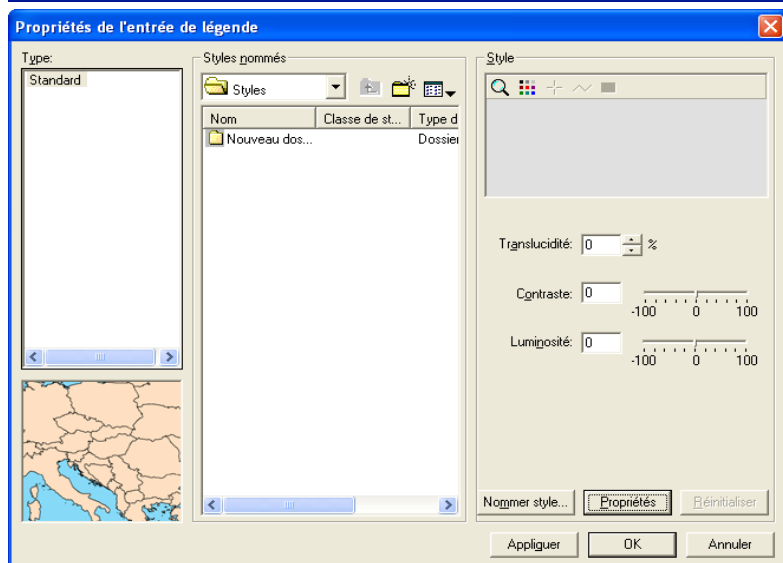 Propriétés de l'entrée de légende
Type:
Standard
Styles nommés
Styles
Nom
Classe de st...
Type d
Nouveau dos...
Dossier
Style
Translucidité:
0
%
Contraste:
0
-100
0
100
Luminosité:
0
-100
0
100
Nommer style...
Propriétés
Réinitialiser
Appliguer
OK
Annuler